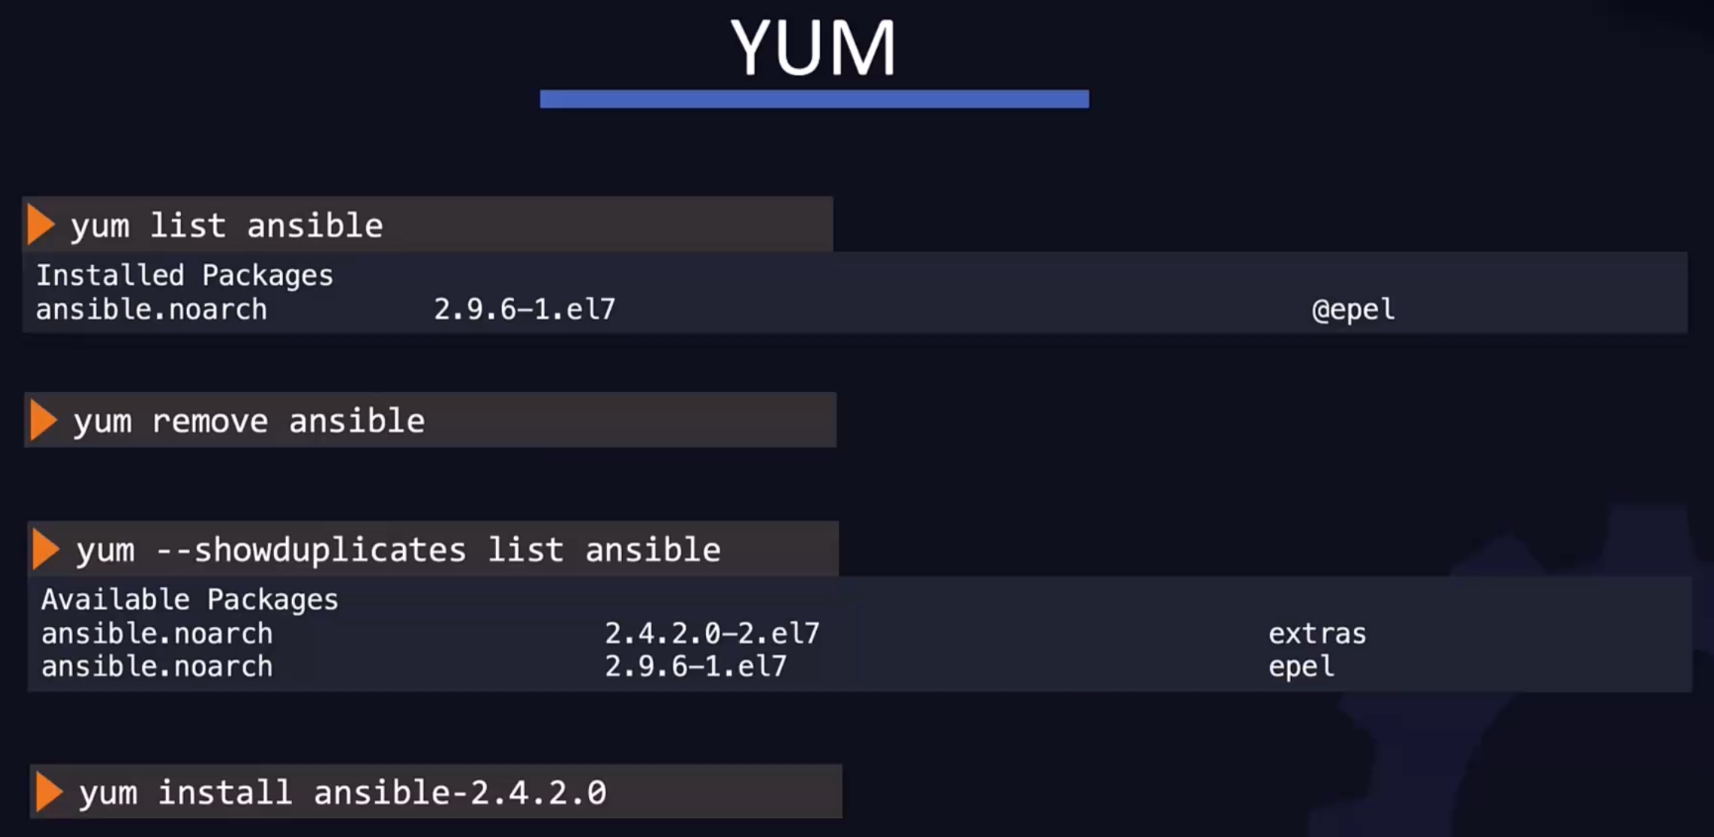 YUM
yum list ansible
Installed Packages
ansible.noarch 2.9.6-1.el7 @epel
yum remove ansible
yum --showduplicates list ansible
Available Packages
ansible.noarch 2.4.2.0-2.el7 extras
ansible.noarch 2.9.6-1.el7 epel
yum install ansible-2.4.2.0